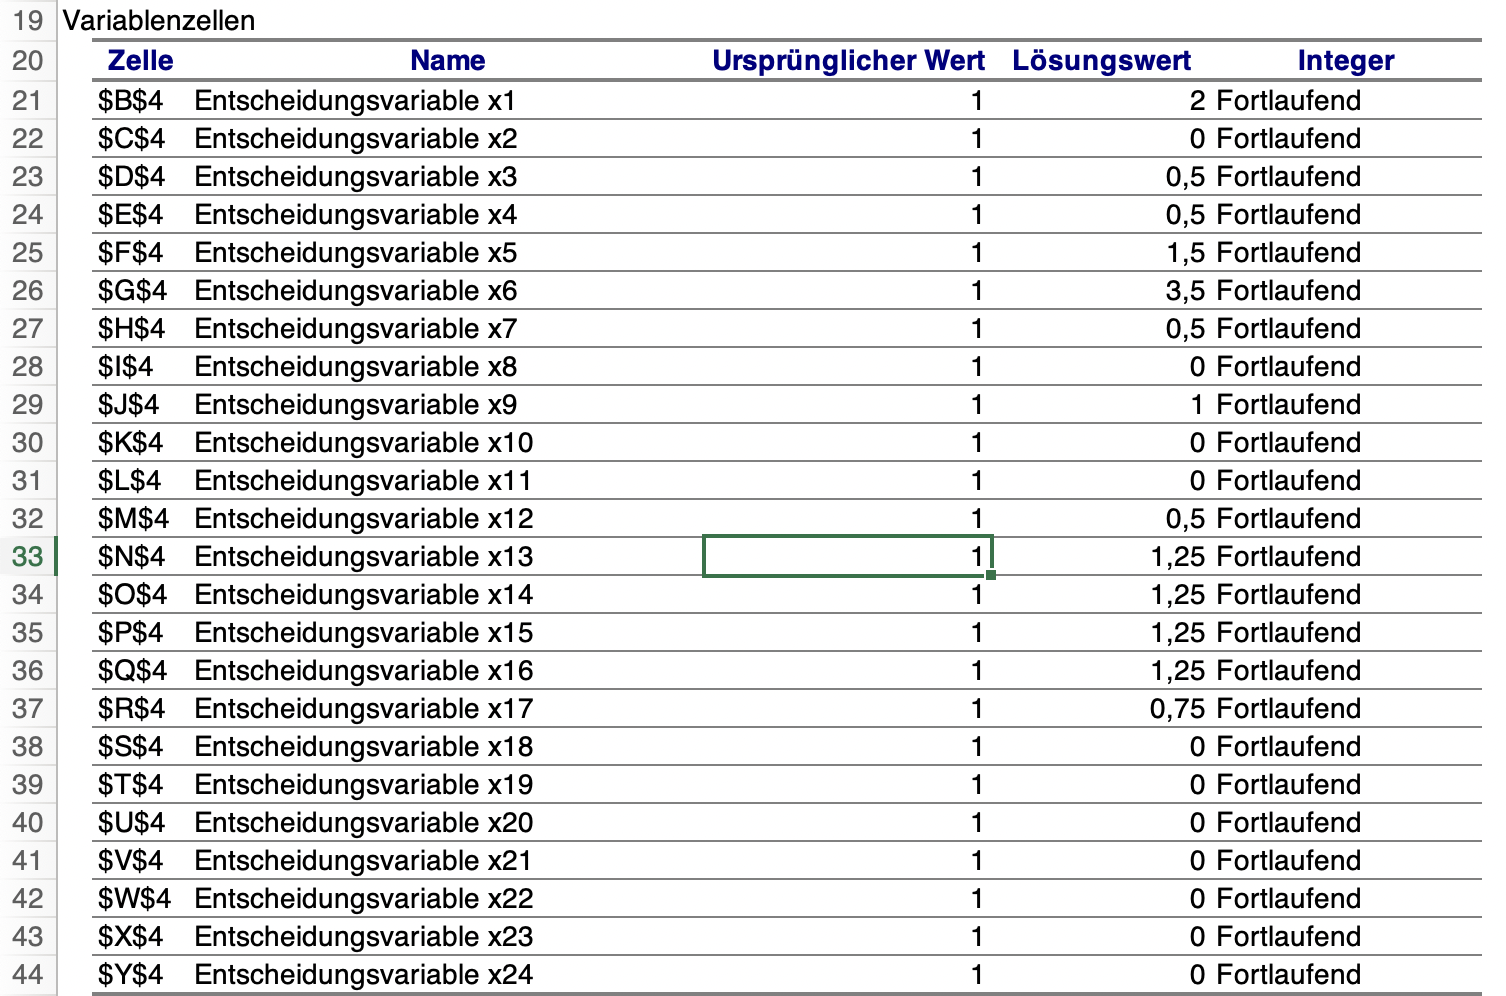 19 Variablenzellen
20 Zelle Name Ursprünglicher Wert Lösungswert Integer
21 $B$4 Entscheidungsvariable x1 1 2 Fortlaufend
22 $C$4 Entscheidungsvariable x2 1 0 Fortlaufend
23 $D$4 Entscheidungsvariable x3 1 0,5 Fortlaufend
24 $E$4 Entscheidungsvariable x4 1 0,5 Fortlaufend
25 $F$4 Entscheidungsvariable x5 1 1,5 Fortlaufend
26 $G$4 Entscheidungsvariable x6 1 3,5 Fortlaufend
27 $H$4 Entscheidungsvariable x7 1 0,5 Fortlaufend
28 $I$4 Entscheidungsvariable x8 1 0 Fortlaufend
29 $J$4 Entscheidungsvariable x9 1 1 Fortlaufend
30 $K$4 Entscheidungsvariable x10 1 0 Fortlaufend
31 $L$4 Entscheidungsvariable x11 1 0 Fortlaufend
32 $M$4 Entscheidungsvariable x12 1 0,5 Fortlaufend
33 $N$4 Entscheidungsvariable x13 1 1,25 Fortlaufend
34 $O$4 Entscheidungsvariable x14 1 1,25 Fortlaufend
35 $P$4 Entscheidungsvariable x15 1 1,25 Fortlaufend
36 $Q$4 Entscheidungsvariable x16 1 1,25 Fortlaufend
37 $R$4 Entscheidungsvariable x17 1 0,75 Fortlaufend
38 $S$4 Entscheidungsvariable x18 1 0 Fortlaufend
39 $T$4 Entscheidungsvariable x19 1 0 Fortlaufend
40 $U$4 Entscheidungsvariable x20 1 0 Fortlaufend
41 $V$4 Entscheidungsvariable x21 1 0 Fortlaufend
42 $W$4 Entscheidungsvariable x22 1 0 Fortlaufend
43 $X$4 Entscheidungsvariable x23 1 0 Fortlaufend
44 $Y$4 Entscheidungsvariable x24 1 0 Fortlaufend